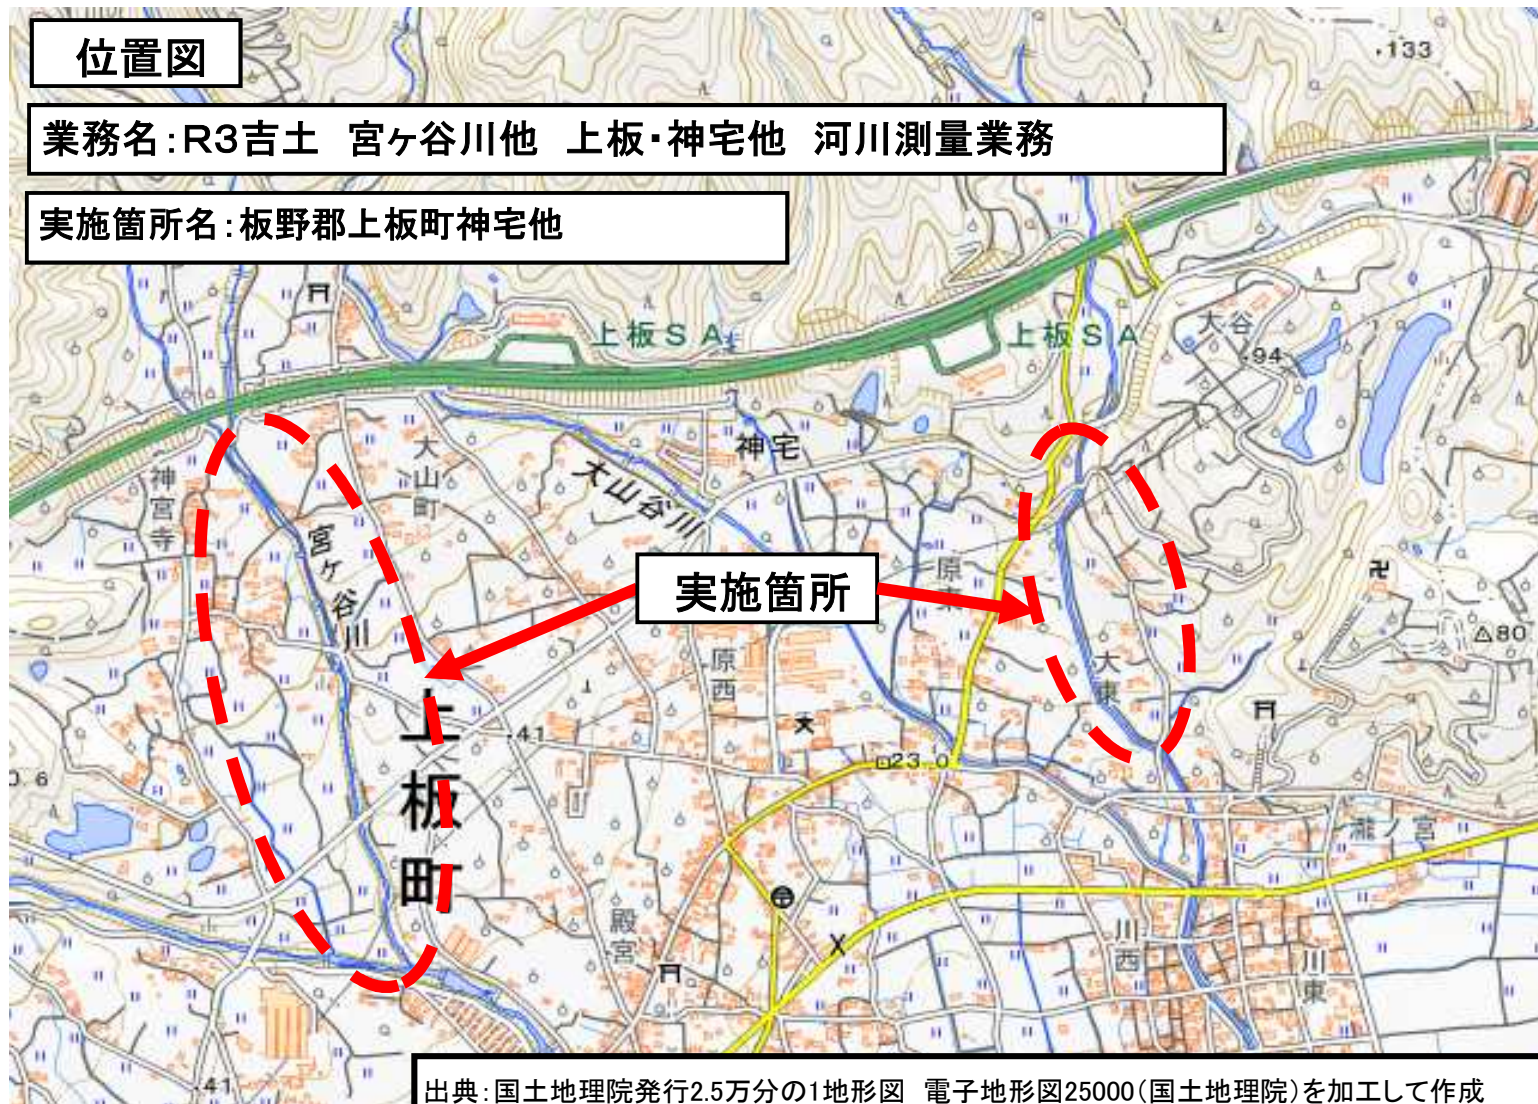 位置図
業務名:R3吉土　宮ヶ谷川他　上板・神宅他　河川測量業務
実施箇所名:板野郡上板町神宅他
133
上板SA
上板SA
大谷
94
大山町
神宅
神宮寺
大山谷川
宮ヶ谷川
実施箇所
原東
原西
大東
80
上板町
41
23.0
0.6
瀧ノ宮
殿宮
川西
川東
41
出典:国土地理院発行2.5万分の1地形図　電子地形図25000(国土地理院)を加工して作成